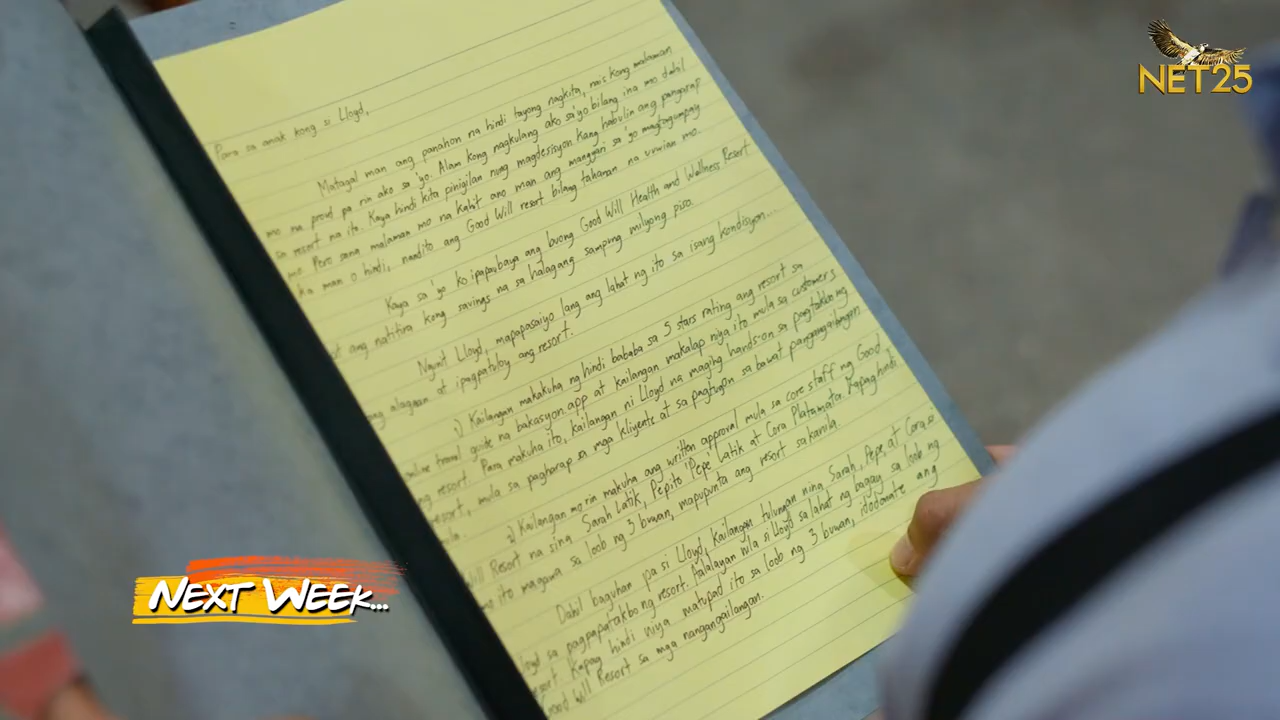 NET25
Para sa anak kong si Lloyd,
Matagal man ang panahon na hindi tayong nagkita, nais kong malaman
mo na proud pa rin ako sa'yo. Alam kong nagkulang ako sa'yo bilang ina mo dahil
sa resort na ito. Kaya hindi kita pinigilan nung magdesisyon kang habulin ang pangarap
mo. Pero sana malaman mo na kahit ano man ang mangyari sa'yo magtagumpay
ka man o hindi, nandito ang Good Will resort bilang tahanan na uuwian mo.
Kaya sa'yo ko ipapaubaya ang buong Good Will Health and Wellness Resort
at ang natitira kong savings na sa halagang sampung milyong piso.
Ngunit Lloyd, mapapasaiyo lang ang lahat ng ito sa isang kondisyon...
ang alagaan at ipagpatuloy ang resort.
1) Kailangan makakuha ng hindi bababa sa 5 stars rating ang resort sa
online travel guide na bakasyon app at kailangan makalap niya ito mula sa customers
ng resort. Para makuha ito, kailangan ni Lloyd na maging hands-on sa pagtakbo ng
resort, mula sa pagharap sa mga kliyente at sa pagtugon sa bawat pangangailangan
nila.
2) Kailangan mo rin makuha ang written approval mula sa core staff ng Good
Will Resort na sina Sarah Latik, Pepito 'Pepe' Latik at Cora Platamata. Kapag hindi
mo ito magawa sa loob ng 3 buwan, mapupunta ang resort sa kanila.
Dahil baguhan pa si Lloyd, kailangan tulungan nina Sarah, Pepe at Cora si
Lloyd sa pagpapatakbo ng resort. Ilalayan nila si Lloyd sa lahat ng bagay sa loob ng
resort. Kapag hindi niya matupad ito sa loob ng 3 buwan, idodonate ang
Good Will Resort sa mga nangangailangan.
NEXT WEEK...